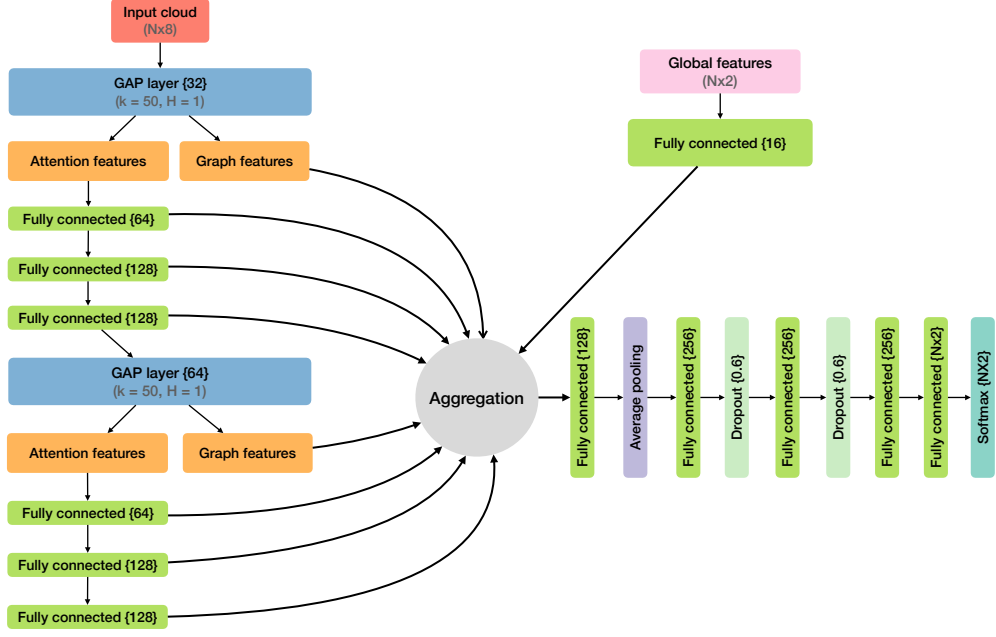 Input cloud
(Nx8)
GAP layer {32}
(k = 50, H = 1)
Attention features
Graph features
Fully connected {64}
Fully connected {128}
Fully connected {128}
GAP layer {64}
(k = 50, H = 1)
Attention features
Graph features
Fully connected {64}
Fully connected {128}
Fully connected {128}
Global features
(Nx2)
Fully connected {16}
Aggregation
Fully connected {128}
Average pooling
Fully connected {256}
Dropout {0.6}
Fully connected {256}
Dropout {0.6}
Fully connected {256}
Fully connected {Nx2}
Softmax {NX2}